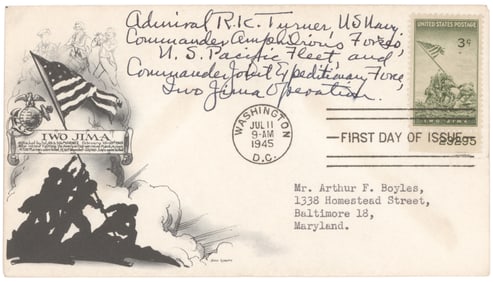 Admiral R.K. Turner, U.S. Navy,
Commander Amphibious Forces,
U.S. Pacific Fleet, and
Commander Joint Expeditionary Force,
Iwo Jima Operation.
UNITED STATES POSTAGE
3¢
IWO JIMA
29295
IWO JIMA
WASHINGTON
JUL 11
9-AM
1945
D.C.
FIRST DAY OF ISSUE
Mr. Arthur F. Boyles,
1338 Homestead Street,
Baltimore 18,
Maryland.